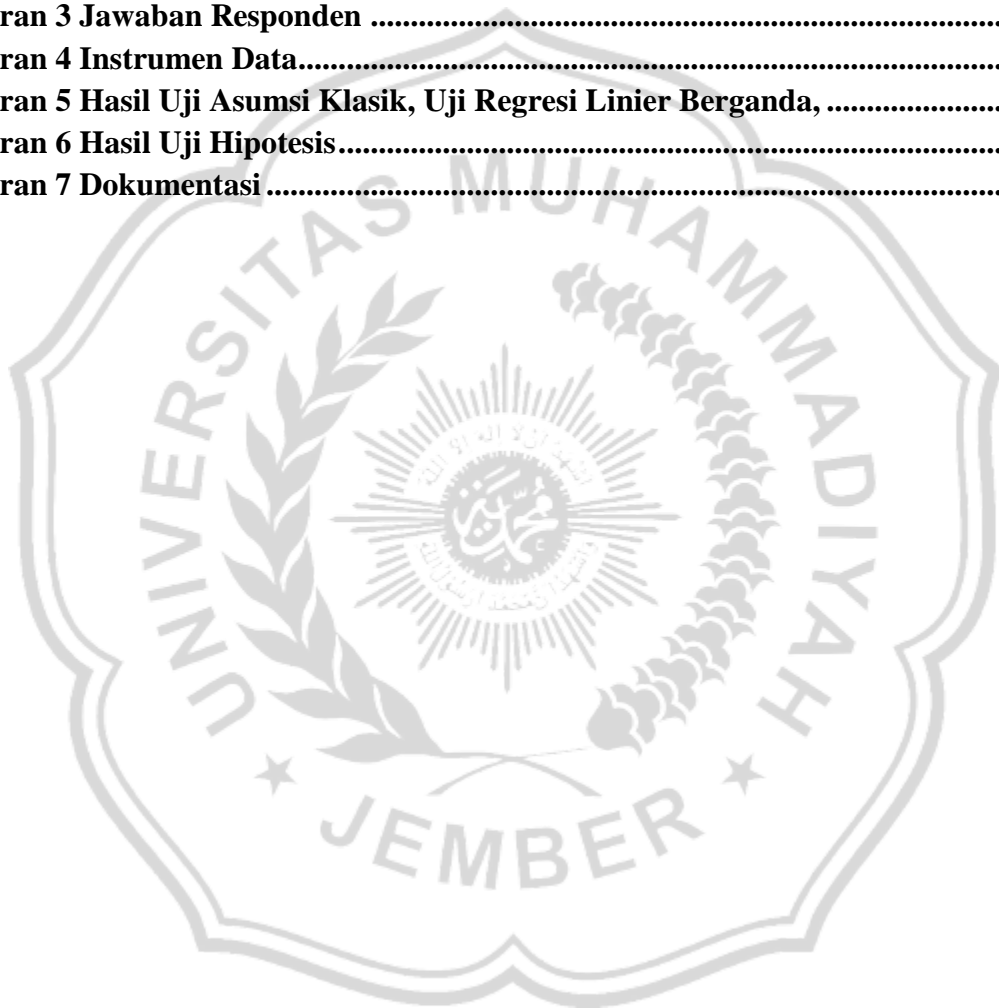 ran 3 Jawaban Responden ....................................................................................
ran 4 Instrumen Data..............................................................................................
ran 5 Hasil Uji Asumsi Klasik, Uji Regresi Linier Berganda, ......................
ran 6 Hasil Uji Hipotesis.........................................................................................
ran 7 Dokumentasi ..................................................................................................
UNIVERSITAS MUHAMMADIYAH
JEMBER